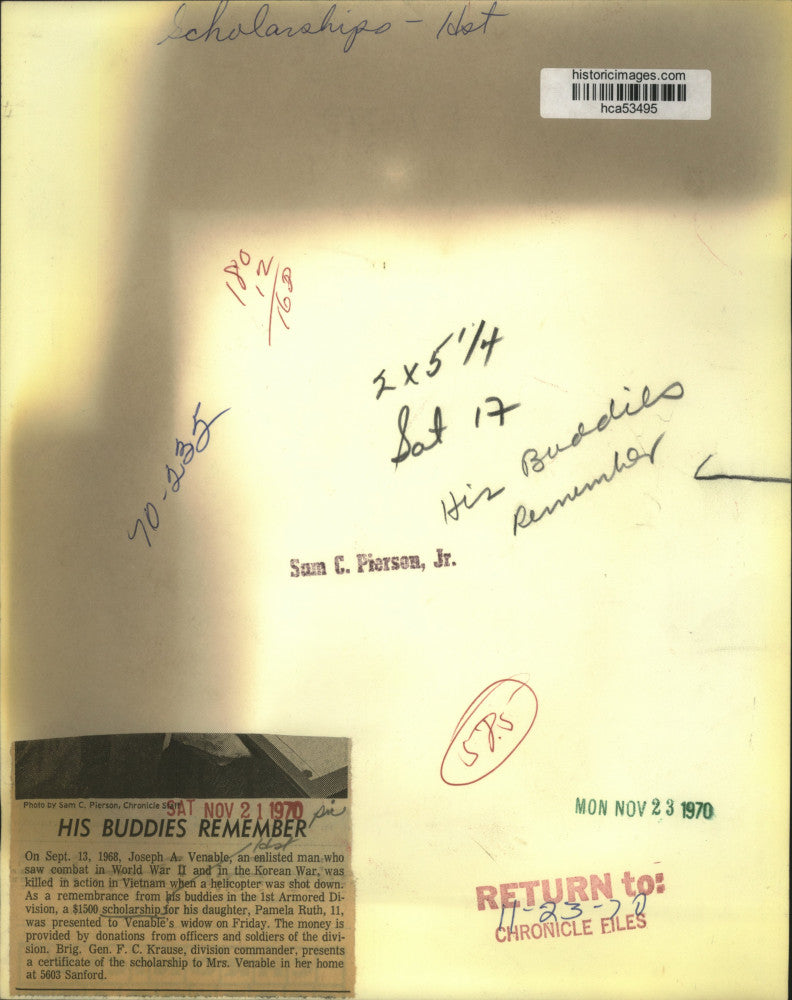 Scholarships - Hst
historicimages.com
hca53495
180
12
/168
2 x 5 1/4
Sat 17
His Buddies
Remember
70-235
Sam C. Pierson, Jr.
58.5
MON NOV 23 1970
RETURN to:
11-23-70
CHRONICLE FILES
Photo by Sam C. Pierson, Chronicle Staff
SAT NOV 21 1970
HIS BUDDIES REMEMBER
Hst
On Sept. 13, 1968, Joseph A. Venable, an enlisted man who
saw combat in World War II and in the Korean War, was
killed in action in Vietnam when a helicopter was shot down.
As a remembrance from his buddies in the 1st Armored Di-
vision, a $1500 scholarship for his daughter, Pamela Ruth, 11,
was presented to Venable's widow on Friday. The money is
provided by donations from officers and soldiers of the divi-
sion. Brig. Gen. F. C. Krause, division commander, presents
a certificate of the scholarship to Mrs. Venable in her home
at 5603 Sanford.